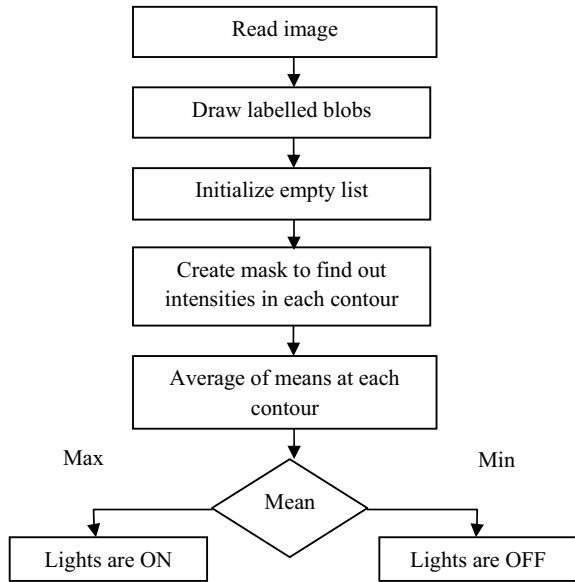 Read image
Draw labelled blobs
Initialize empty list
Create mask to find out
intensities in each contour
Average of means at each
contour
Max
Min
Mean
Lights are ON
Lights are OFF